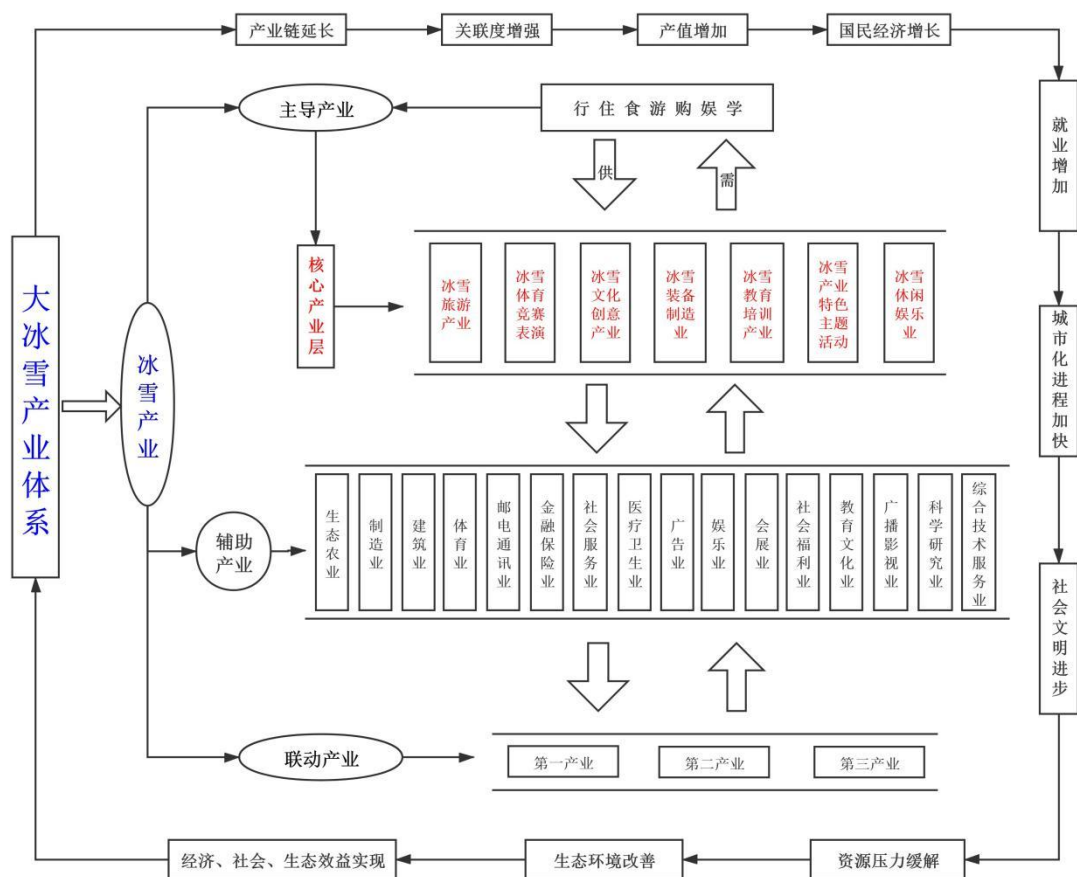 产业链延长
关联度增强
产值增加
国民经济增长
主导产业
行住食游购娱学
供
需
就业增加
大冰雪产业体系
冰雪产业
核心产业层
冰雪
旅游
产业
冰雪
体育
竞赛
表演
冰雪
文化
创意
产业
冰雪
装备
制造
业
冰雪
教育
培训
产业
冰雪
产业
特色
主题
活动
冰雪
休闲
娱乐
业
城市化进程加快
辅助
产业
生态农业
制造业
建筑业
体育业
邮电通讯业
金融保险业
社会服务业
医疗卫生业
广告业
娱乐业
会展业
社会福利业
教育文化业
广播影视业
科学研究业
综合技术服务业
社会文明进步
联动产业
第一产业
第二产业
第三产业
经济、社会、生态效益实现
生态环境改善
资源压力缓解